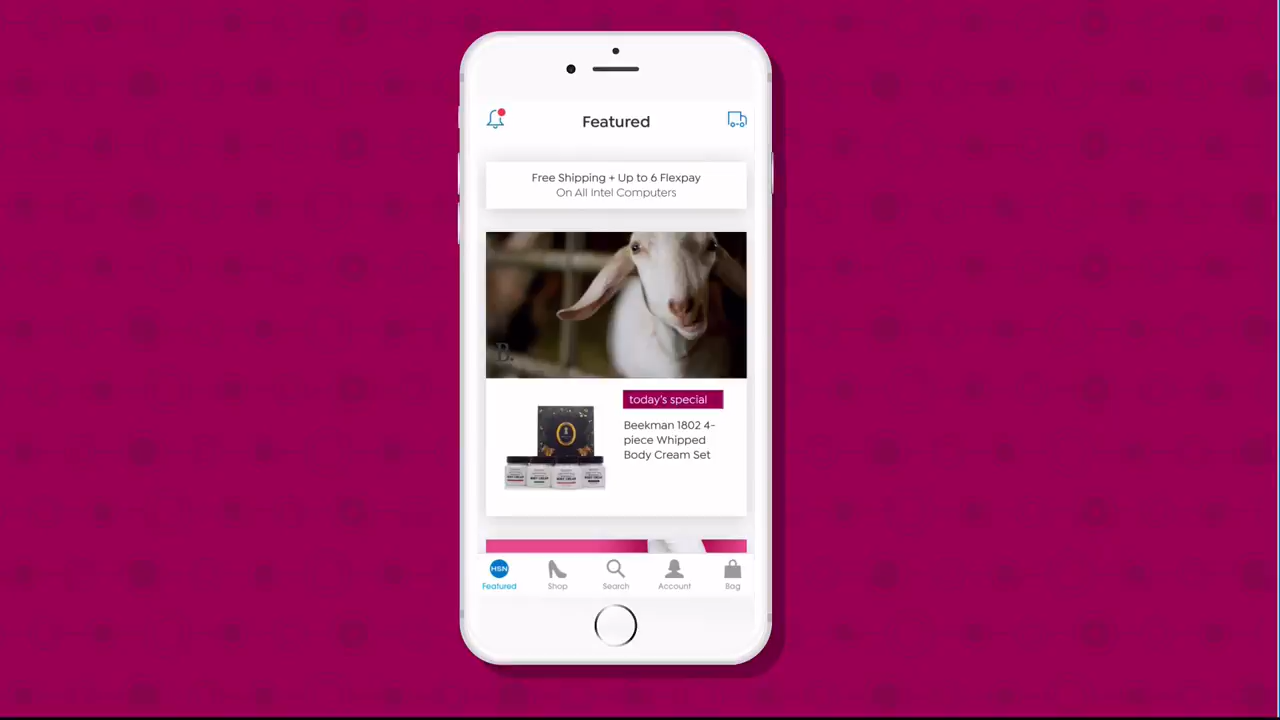 Featured
Free Shipping + Up to 6 Flexpay
On All Intel Computers
B.
today's special
Beekman 1802 4-
piece Whipped
Body Cream Set
HSN
Featured
Shop
Search
Account
Bag